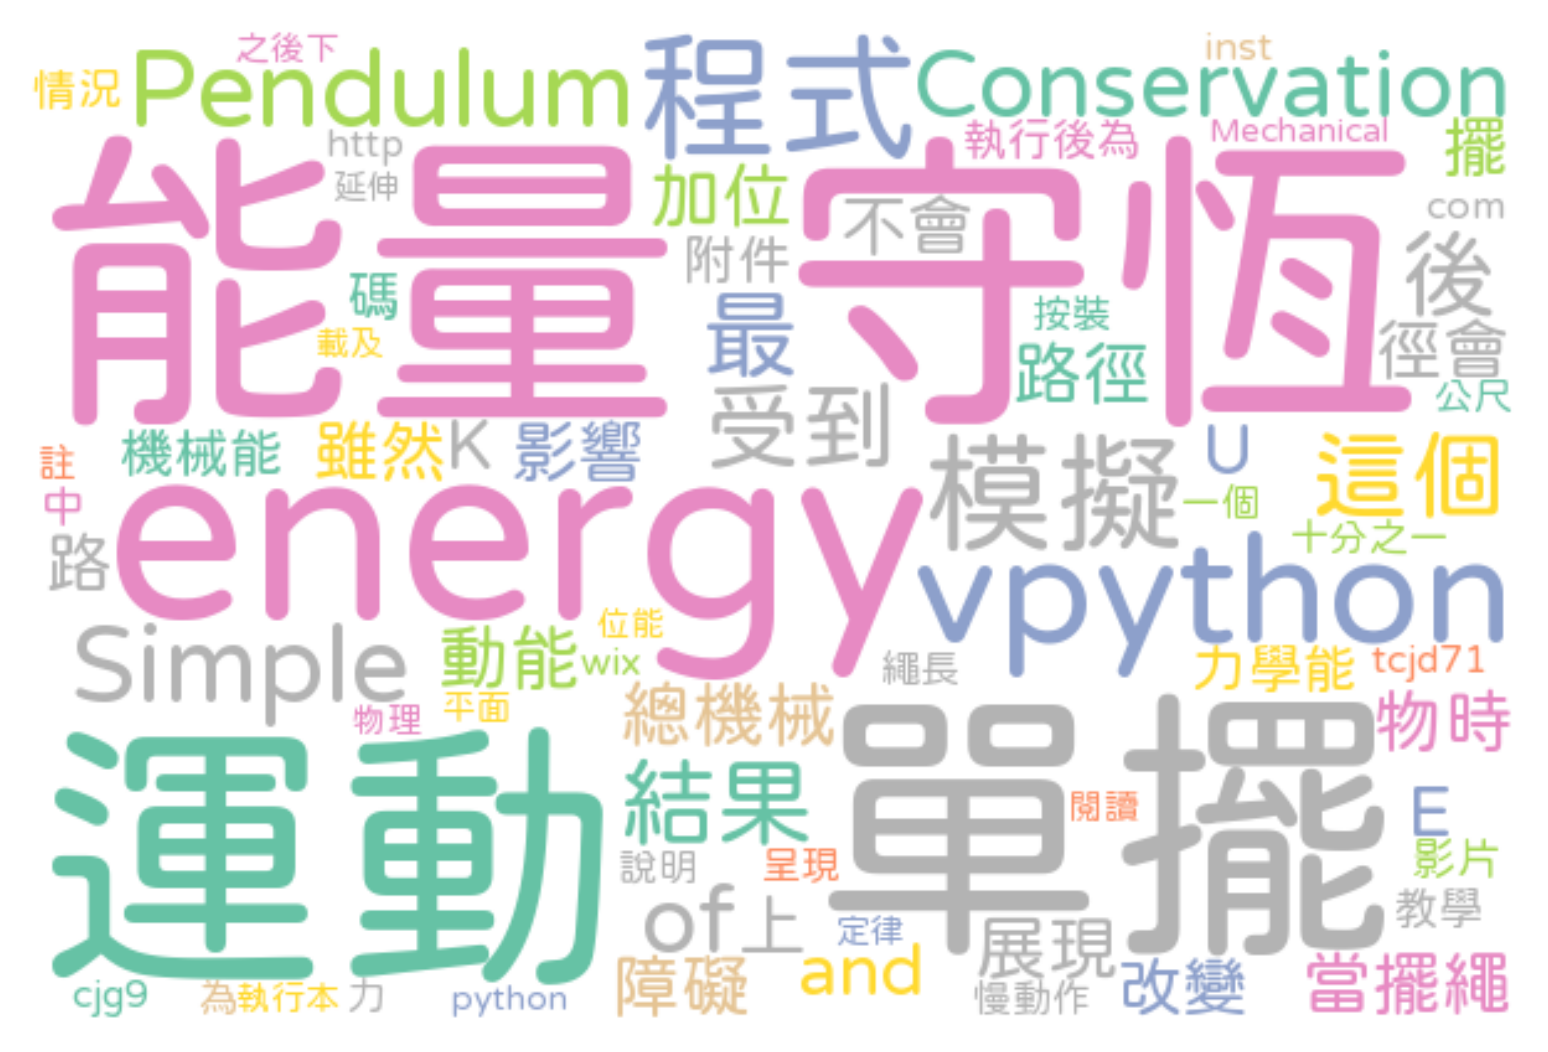 之後下
inst
情況
Pendulum
程式
Conservation
http
執行後為
Mechanical
擺
延伸
能量守恆
加位
不會
com
附件
後
碼
最
按裝
載及
路徑
徑會
公尺
受到
機械能
雖然
K
影響
U
這個
註
模擬
中
energy
一個
路
十分之一
vpython
Simple
動能
位能
wix
繩長
力學能
tcjd71
物理
平面
總機械
物時
運動
結果
單擺
閱讀
E
說明
呈現
影片
of
上
定律
展現
教學
障礙
and
改變
當擺繩
cjg9
為
執行本
力
python
慢動作